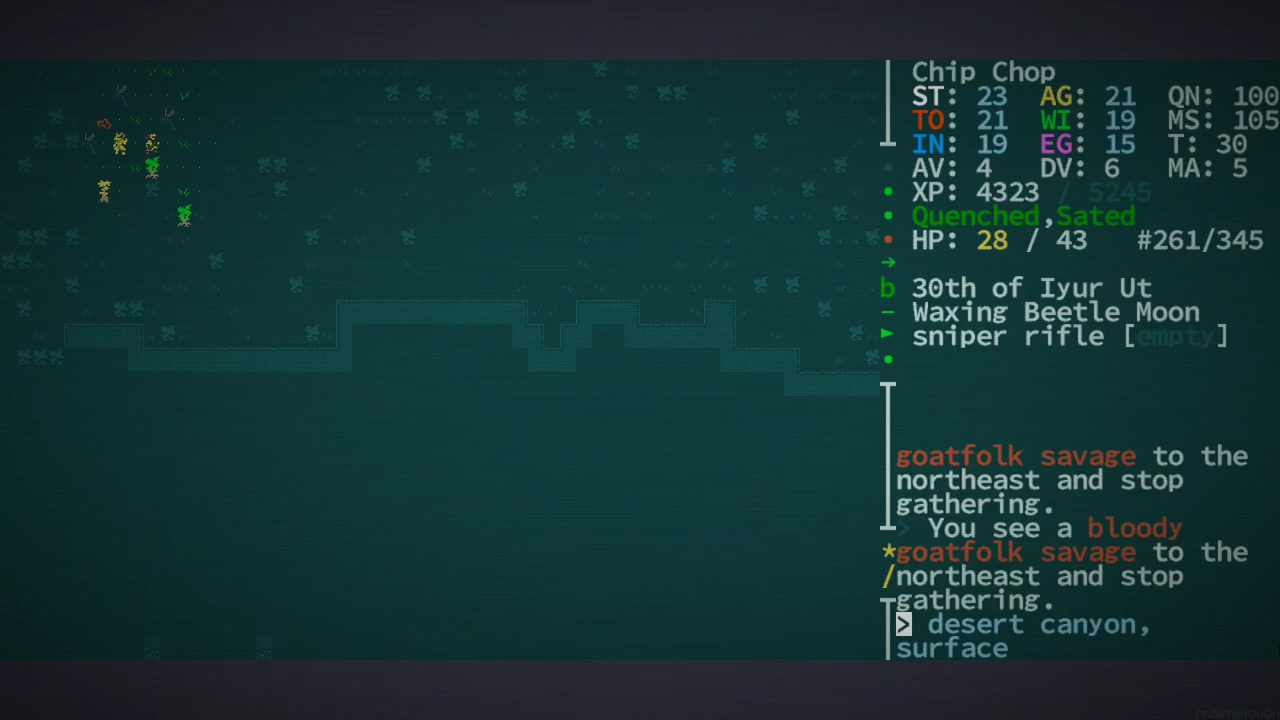 Chip Chop
ST: 23 AG: 21 QN: 100
TO: 21 WI: 19 MS: 105
IN: 19 EG: 15 T: 30
AV: 4 DV: 6 MA: 5
XP: 4323 / 5245
Quenched,Sated
HP: 28 / 43 #261/345
b 30th of Iyur Ut
Waxing Beetle Moon
sniper rifle [empty]
goatfolk savage to the
northeast and stop
gathering.
> You see a bloody
*goatfolk savage to the
/northeast and stop
gathering.
> desert canyon,
surface